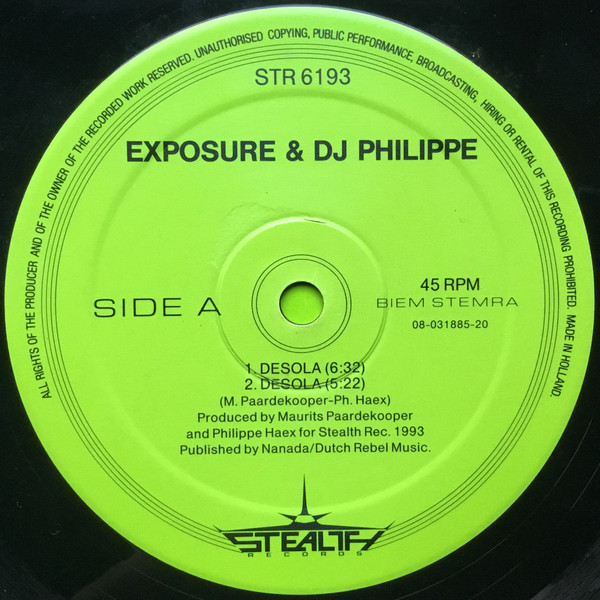 ALL RIGHTS OF THE PRODUCER AND OF THE OWNER OF THE RECORDED WORK RESERVED. UNAUTHORISED COPYING, PUBLIC PERFORMANCE, BROADCASTING, HIRING OR RENTAL OF THIS RECORDING PROHIBITED. MADE IN HOLLAND.
STR 6193
EXPOSURE & DJ PHILIPPE
SIDE A
45 RPM
BIEM STEMRA
08-031885-20
1. DESOLA (6:32)
2. DESOLA (5:22)
(M. Paardekooper-Ph. Haex)
Produced by Maurits Paardekooper
and Philippe Haex for Stealth Rec. 1993
Published by Nanada/Dutch Rebel Music.
STEALTH
RECORDS